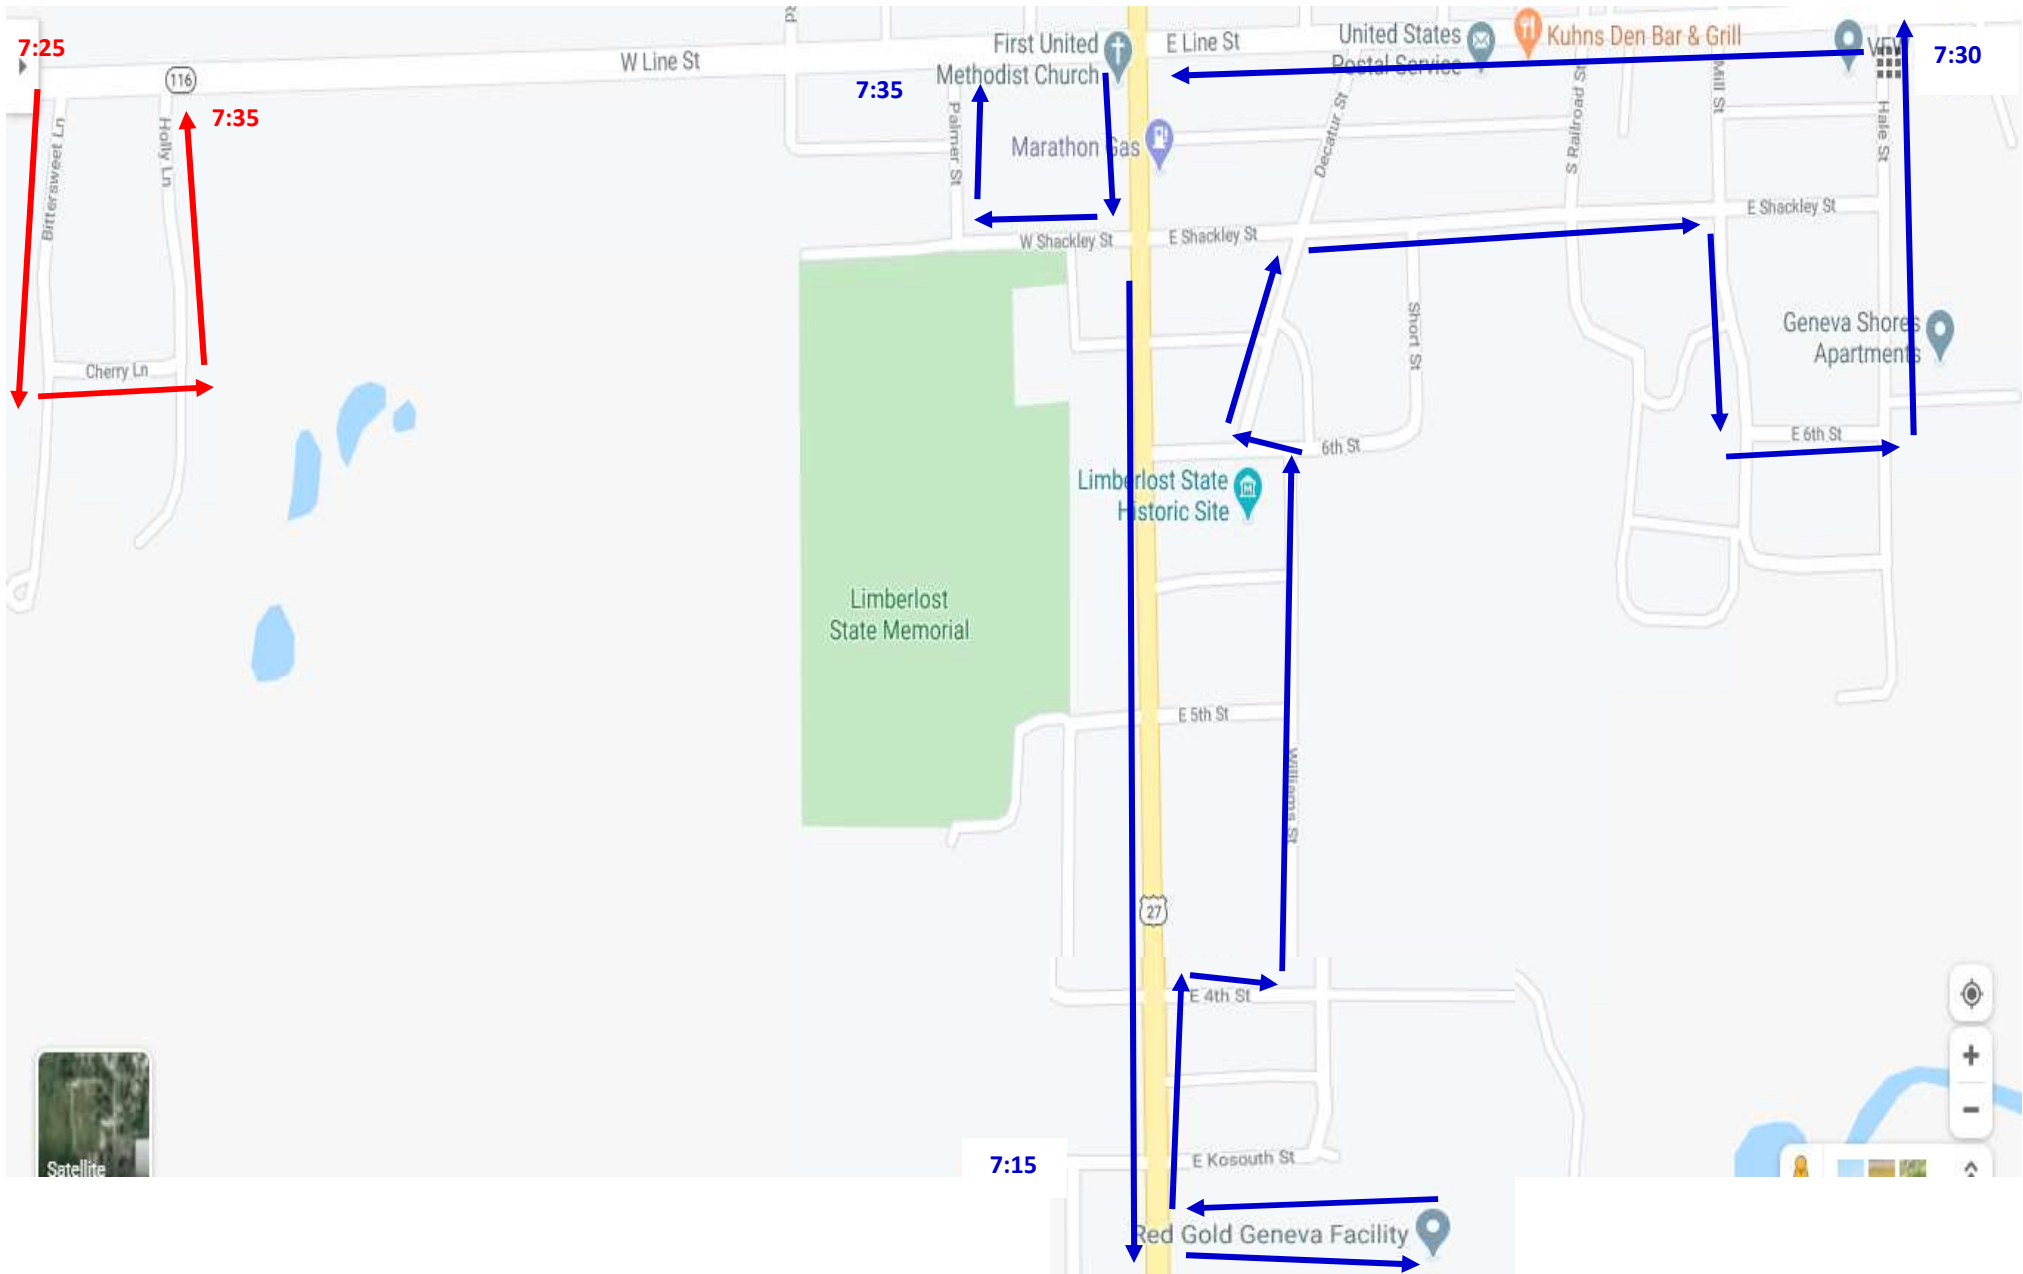 7:25
116
W Line St
First United
Methodist Church
E Line St
United States
Postal Service
Kuhns Den Bar & Grill
7:30
7:35
7:35
Bittersweet Ln
Holly Ln
Palmer St
Marathon Gas
Decatur St
S Railroad St
Mill St
Hale St
W Shackley St
E Shackley St
E Shackley St
Short St
Geneva Shores
Apartments
Cherry Ln
6th St
E 6th St
Limberlost State
Historic Site
Limberlost
State Memorial
E 5th St
Williams St
27
E 4th St
E Kosouth St
7:15
Satellite
Red Gold Geneva Facility